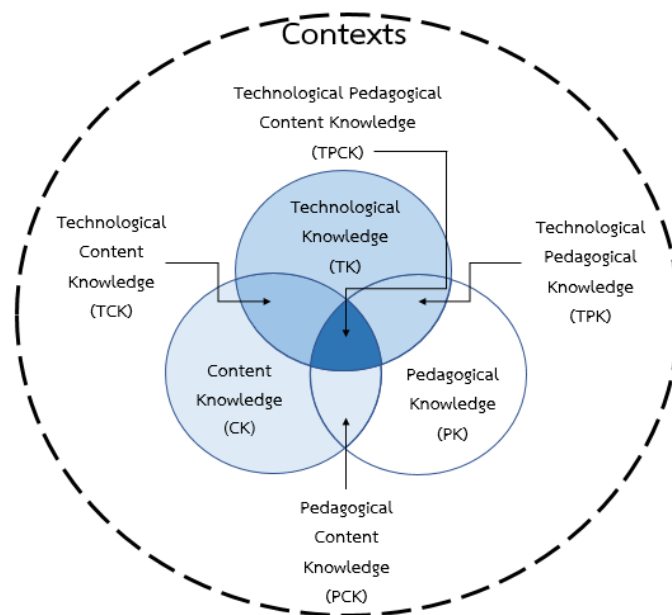 Contexts
Technological Pedagogical
Content Knowledge
(TPCK)
Technological
Knowledge
(TK)
Technological
Content
Knowledge
(TCK)
Technological
Pedagogical
Knowledge
(TPK)
Content
Knowledge
(CK)
Pedagogical
Knowledge
(PK)
Pedagogical
Content
Knowledge
(PCK)